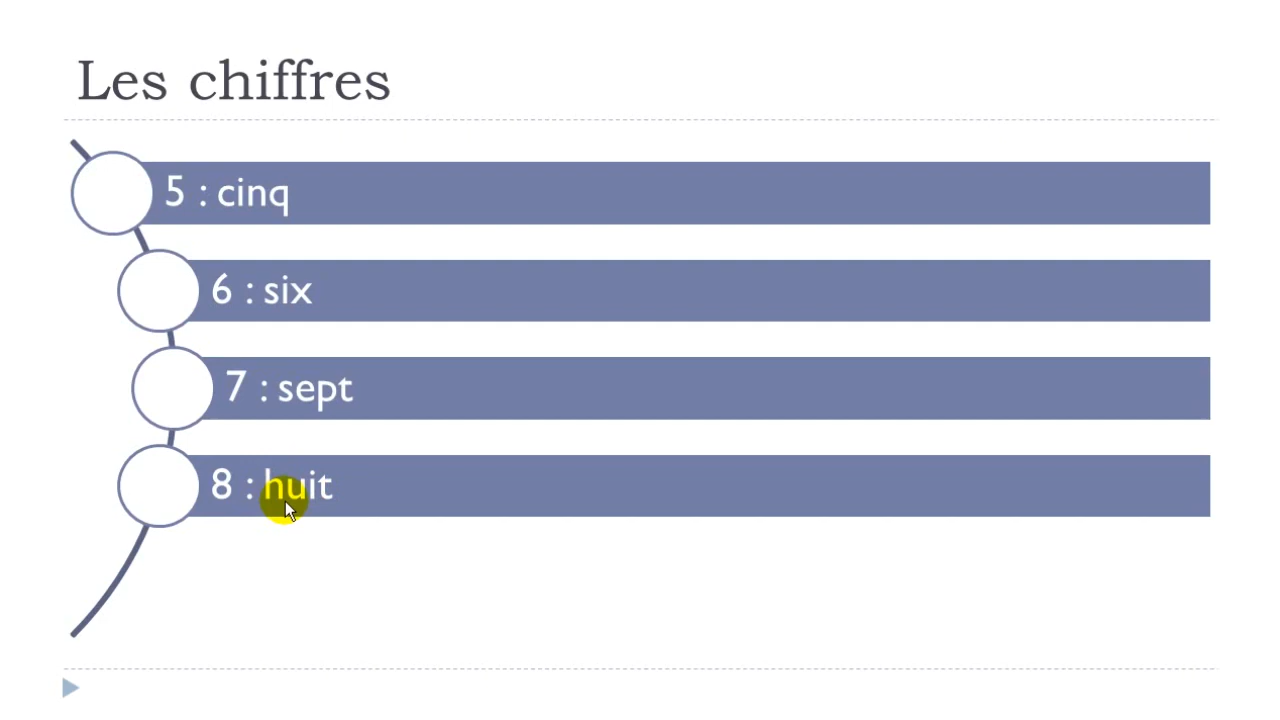 Les chiffres
5 : cinq
6 : six
7 : sept
8 : huit